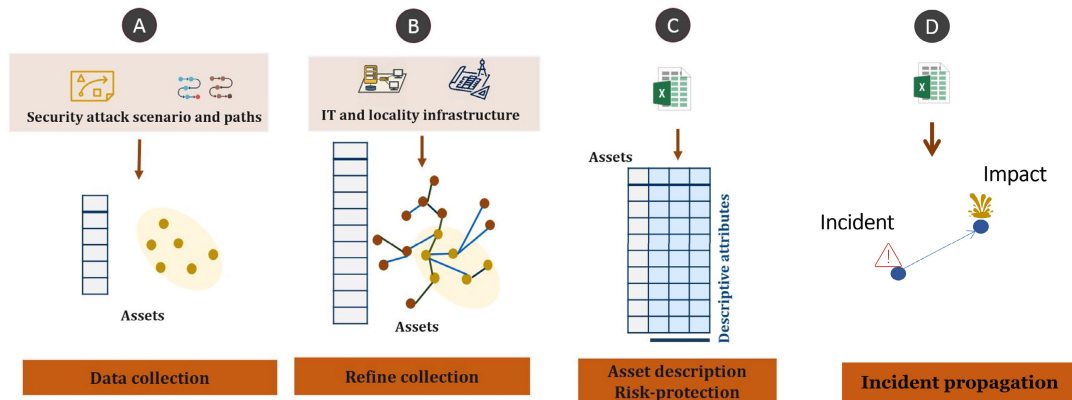 A
B
C
D
Security attack scenario and paths
IT and locality infrastructure
X
X
Assets
Assets
Assets
Descriptive attributes
Impact
Incident
!
Data collection
Refine collection
Asset description
Risk-protection
Incident propagation